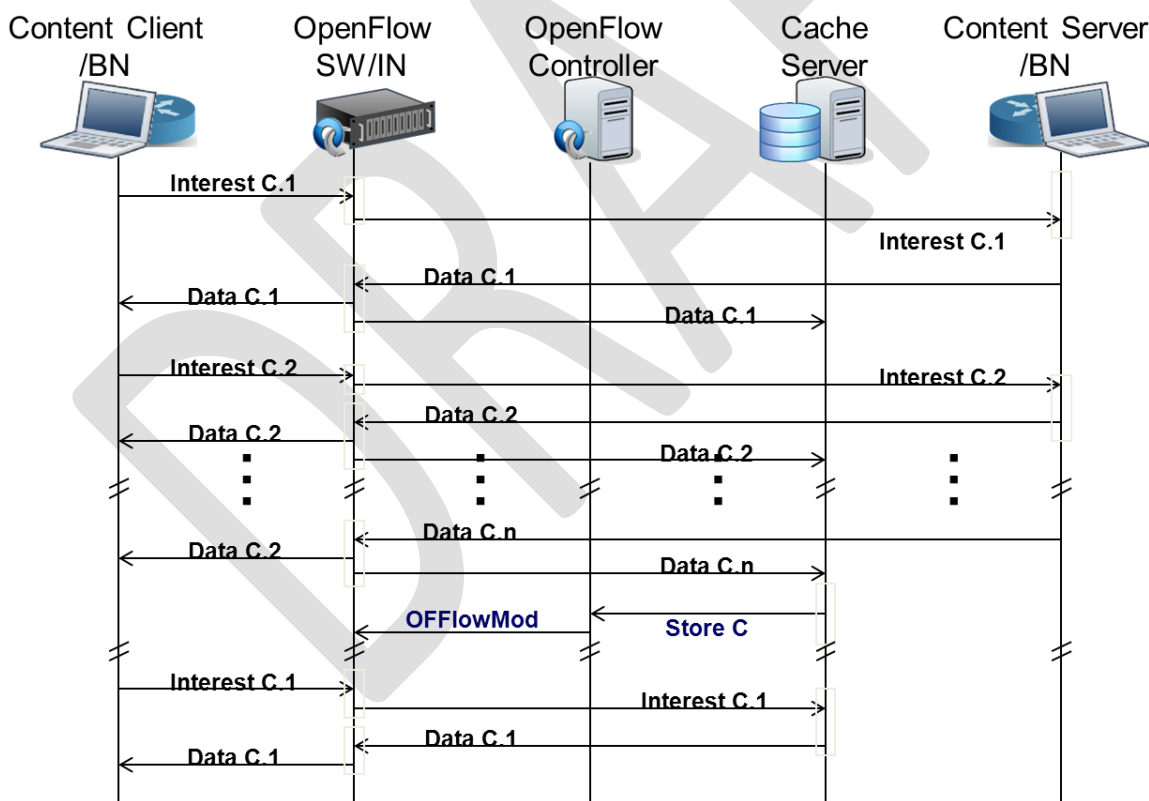 Content Client
/BN
OpenFlow
SW/IN
OpenFlow
Controller
Cache
Server
Content Server
/BN
Interest C.1
Interest C.1
Data C.1
Data C.1
Data C.1
Interest C.2
Interest C.2
Data C.2
Data C.2
Data C.2
Data C.n
Data C.2
Data C.n
OFFlowMod
Store C
Interest C.1
Interest C.1
Data C.1
Data C.1
DRAFT